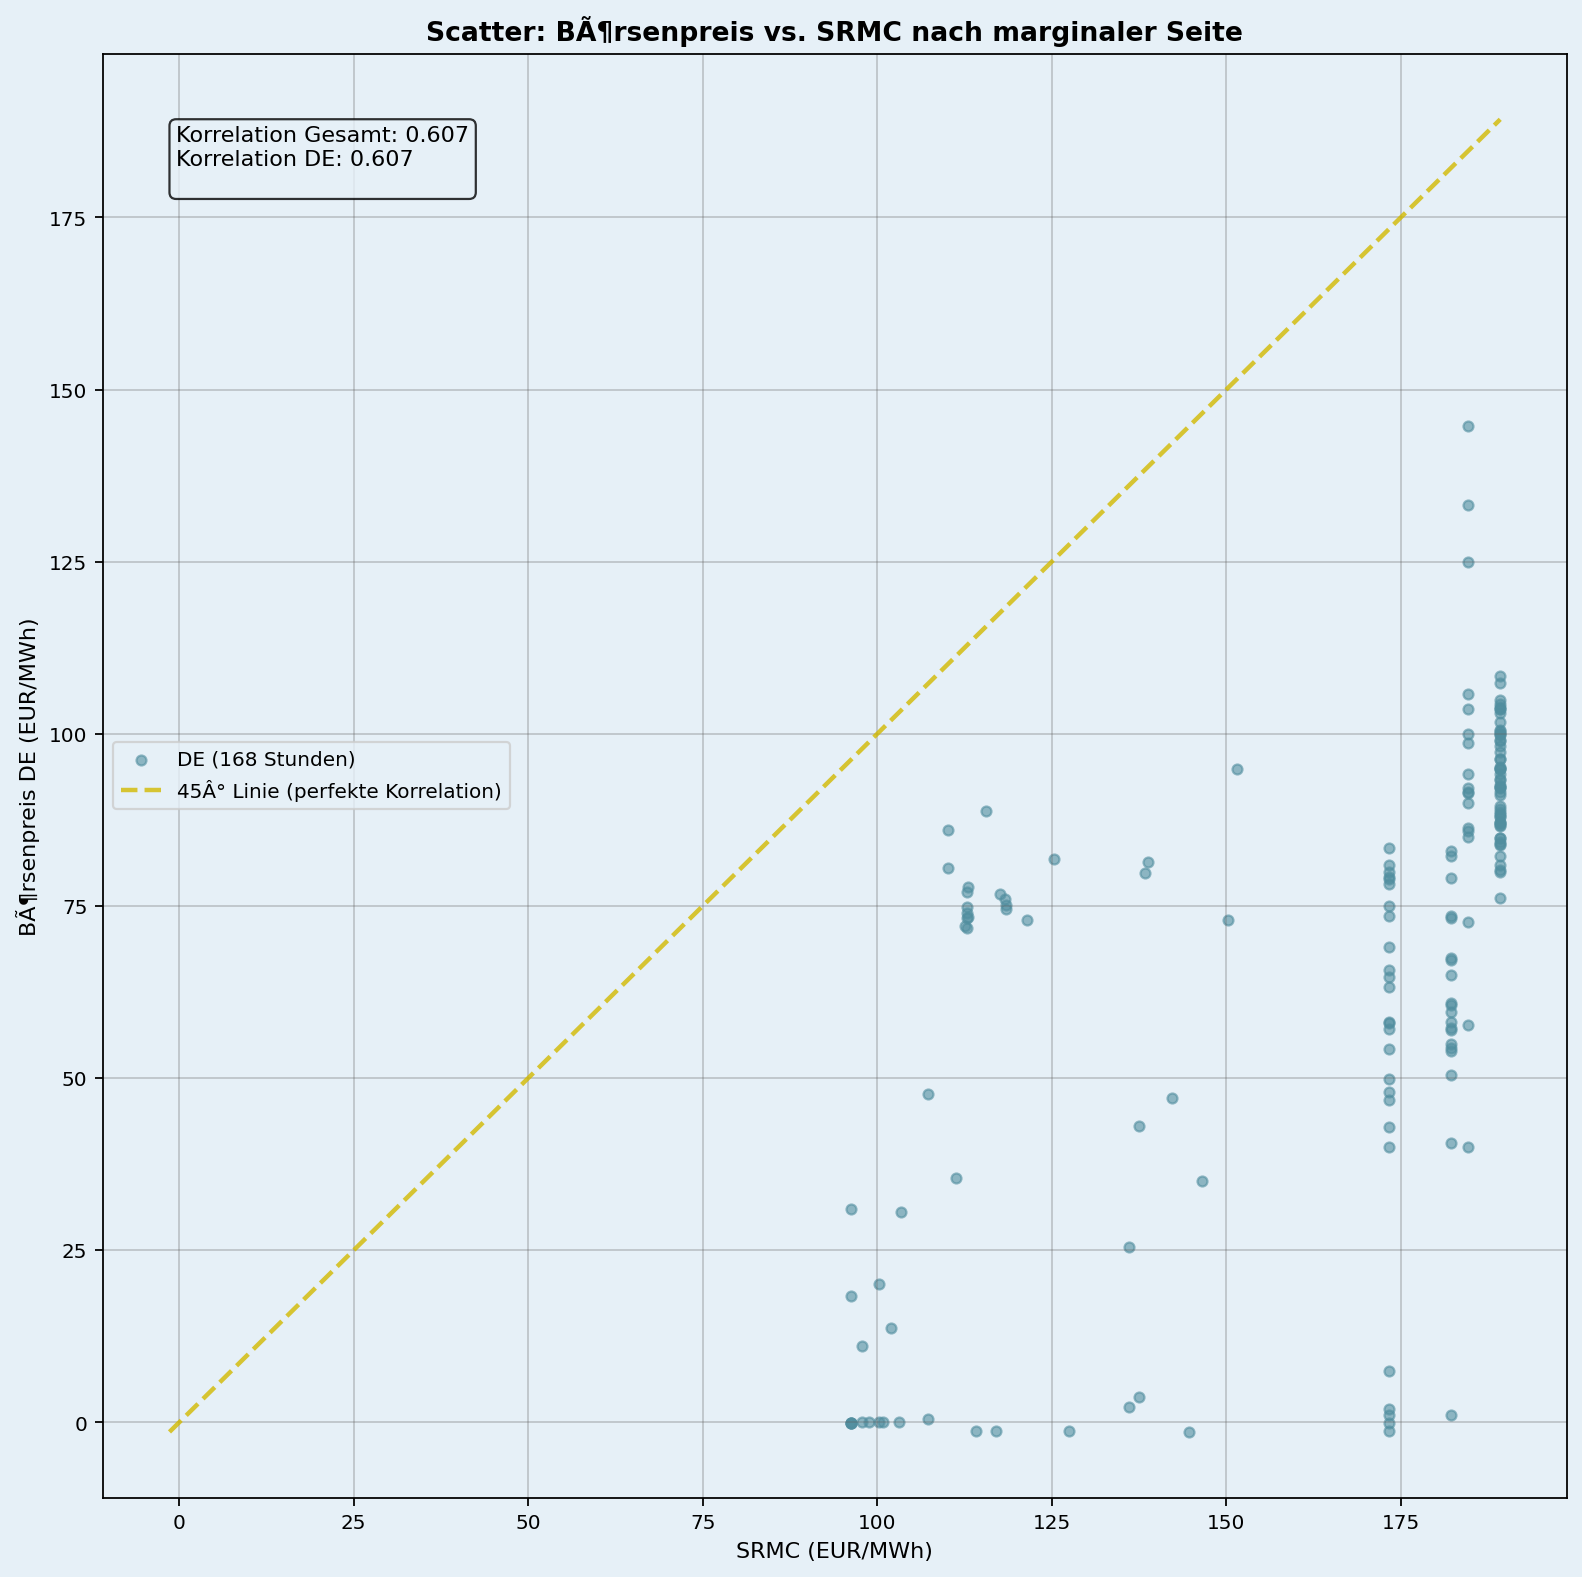 Scatter: BÃ¶rsenpreis vs. SRMC nach marginaler Seite
Korrelation Gesamt: 0.607
Korrelation DE: 0.607
175
150
125
100
75
50
25
0
BÃ¶rsenpreis DE (EUR/MWh)
DE (168 Stunden)
45Â° Linie (perfekte Korrelation)
0
25
50
75
100
125
150
175
SRMC (EUR/MWh)